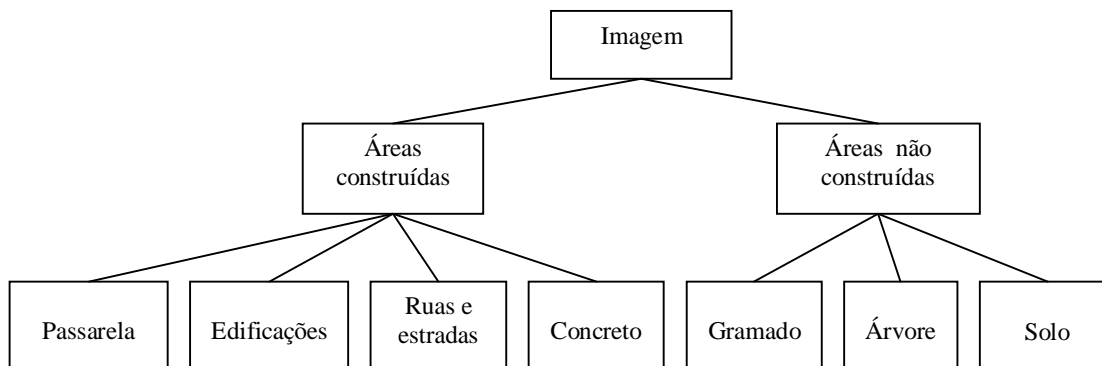 Imagem
Áreas
construídas
Áreas não
construídas
Passarela
Edificações
Ruas e
estradas
Concreto
Gramado
Árvore
Solo